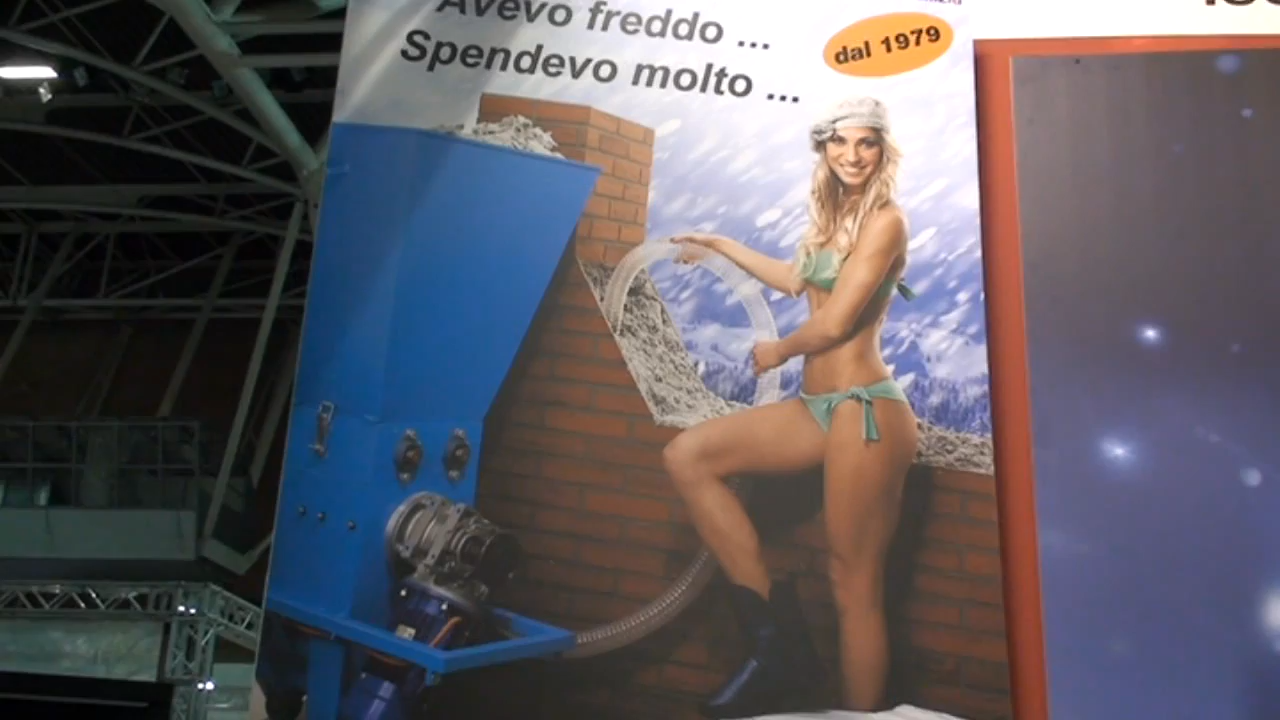 Avevo freddo ...
Spendevo molto ...
dal 1979